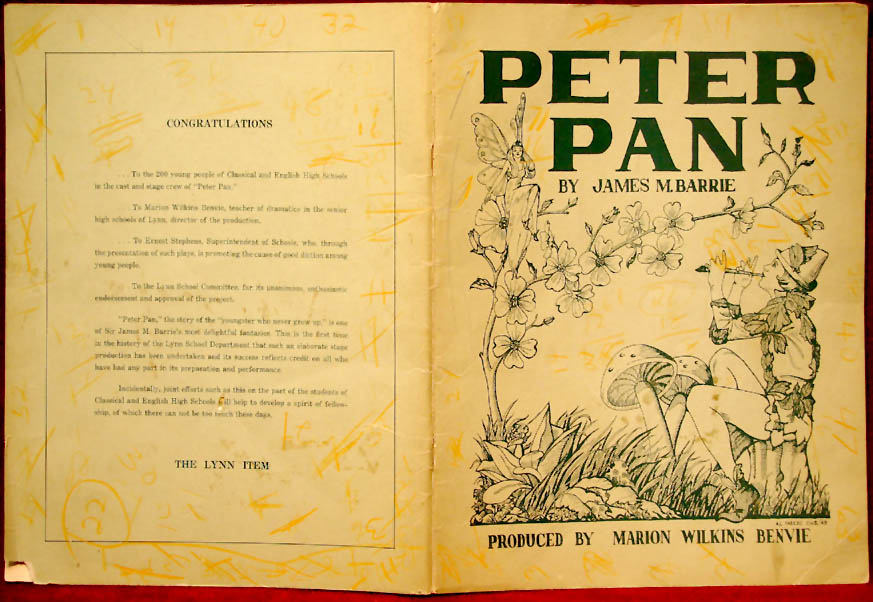 CONGRATULATIONS
. . . To the 200 young people of Classical and English High Schools
in the cast and stage crew of "Peter Pan."
. . . To Marion Wilkins Benvie, teacher of dramatics in the senior
high schools of Lynn, director of the production.
. . . To Ernest Stephens, Superintendent of Schools, who, through
the presentation of such plays, is promoting the cause of good diction among
young people.
. . . To the Lynn School Committee, for its unanimous, enthusiastic
endorsement and approval of the project.
"Peter Pan," the story of the "youngster who never grew up," is one
of Sir James M. Barrie's most delightful fantasies. This is the first time
in the history of the Lynn School Department that such an elaborate stage
production has been undertaken and its success reflects credit on all who
have had any part in its preparation and performance.
Incidentally, joint efforts such as this on the part of the students of
Classical and English High Schools will help to develop a spirit of fellow-
ship, of which there can not be too much these days.
THE LYNN ITEM
1 14 40 32
24
22
PETER
PAN
BY JAMES M. BARRIE
PRODUCED BY MARION WILKINS BENVIE